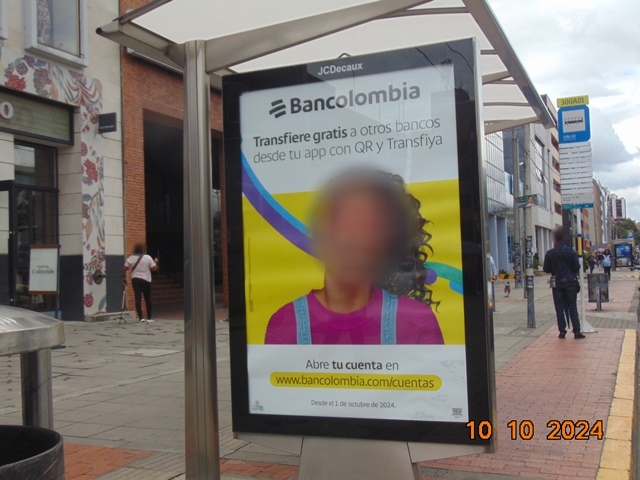 JCDecaux
Bancolombia
Transfiere gratis a otros bancos
desde tu app con QR y Transfiya
Abre tu cuenta en
www.bancolombia.com/cuentas
Desde el 1 de octubre de 2024.
300A01
10 10 2024